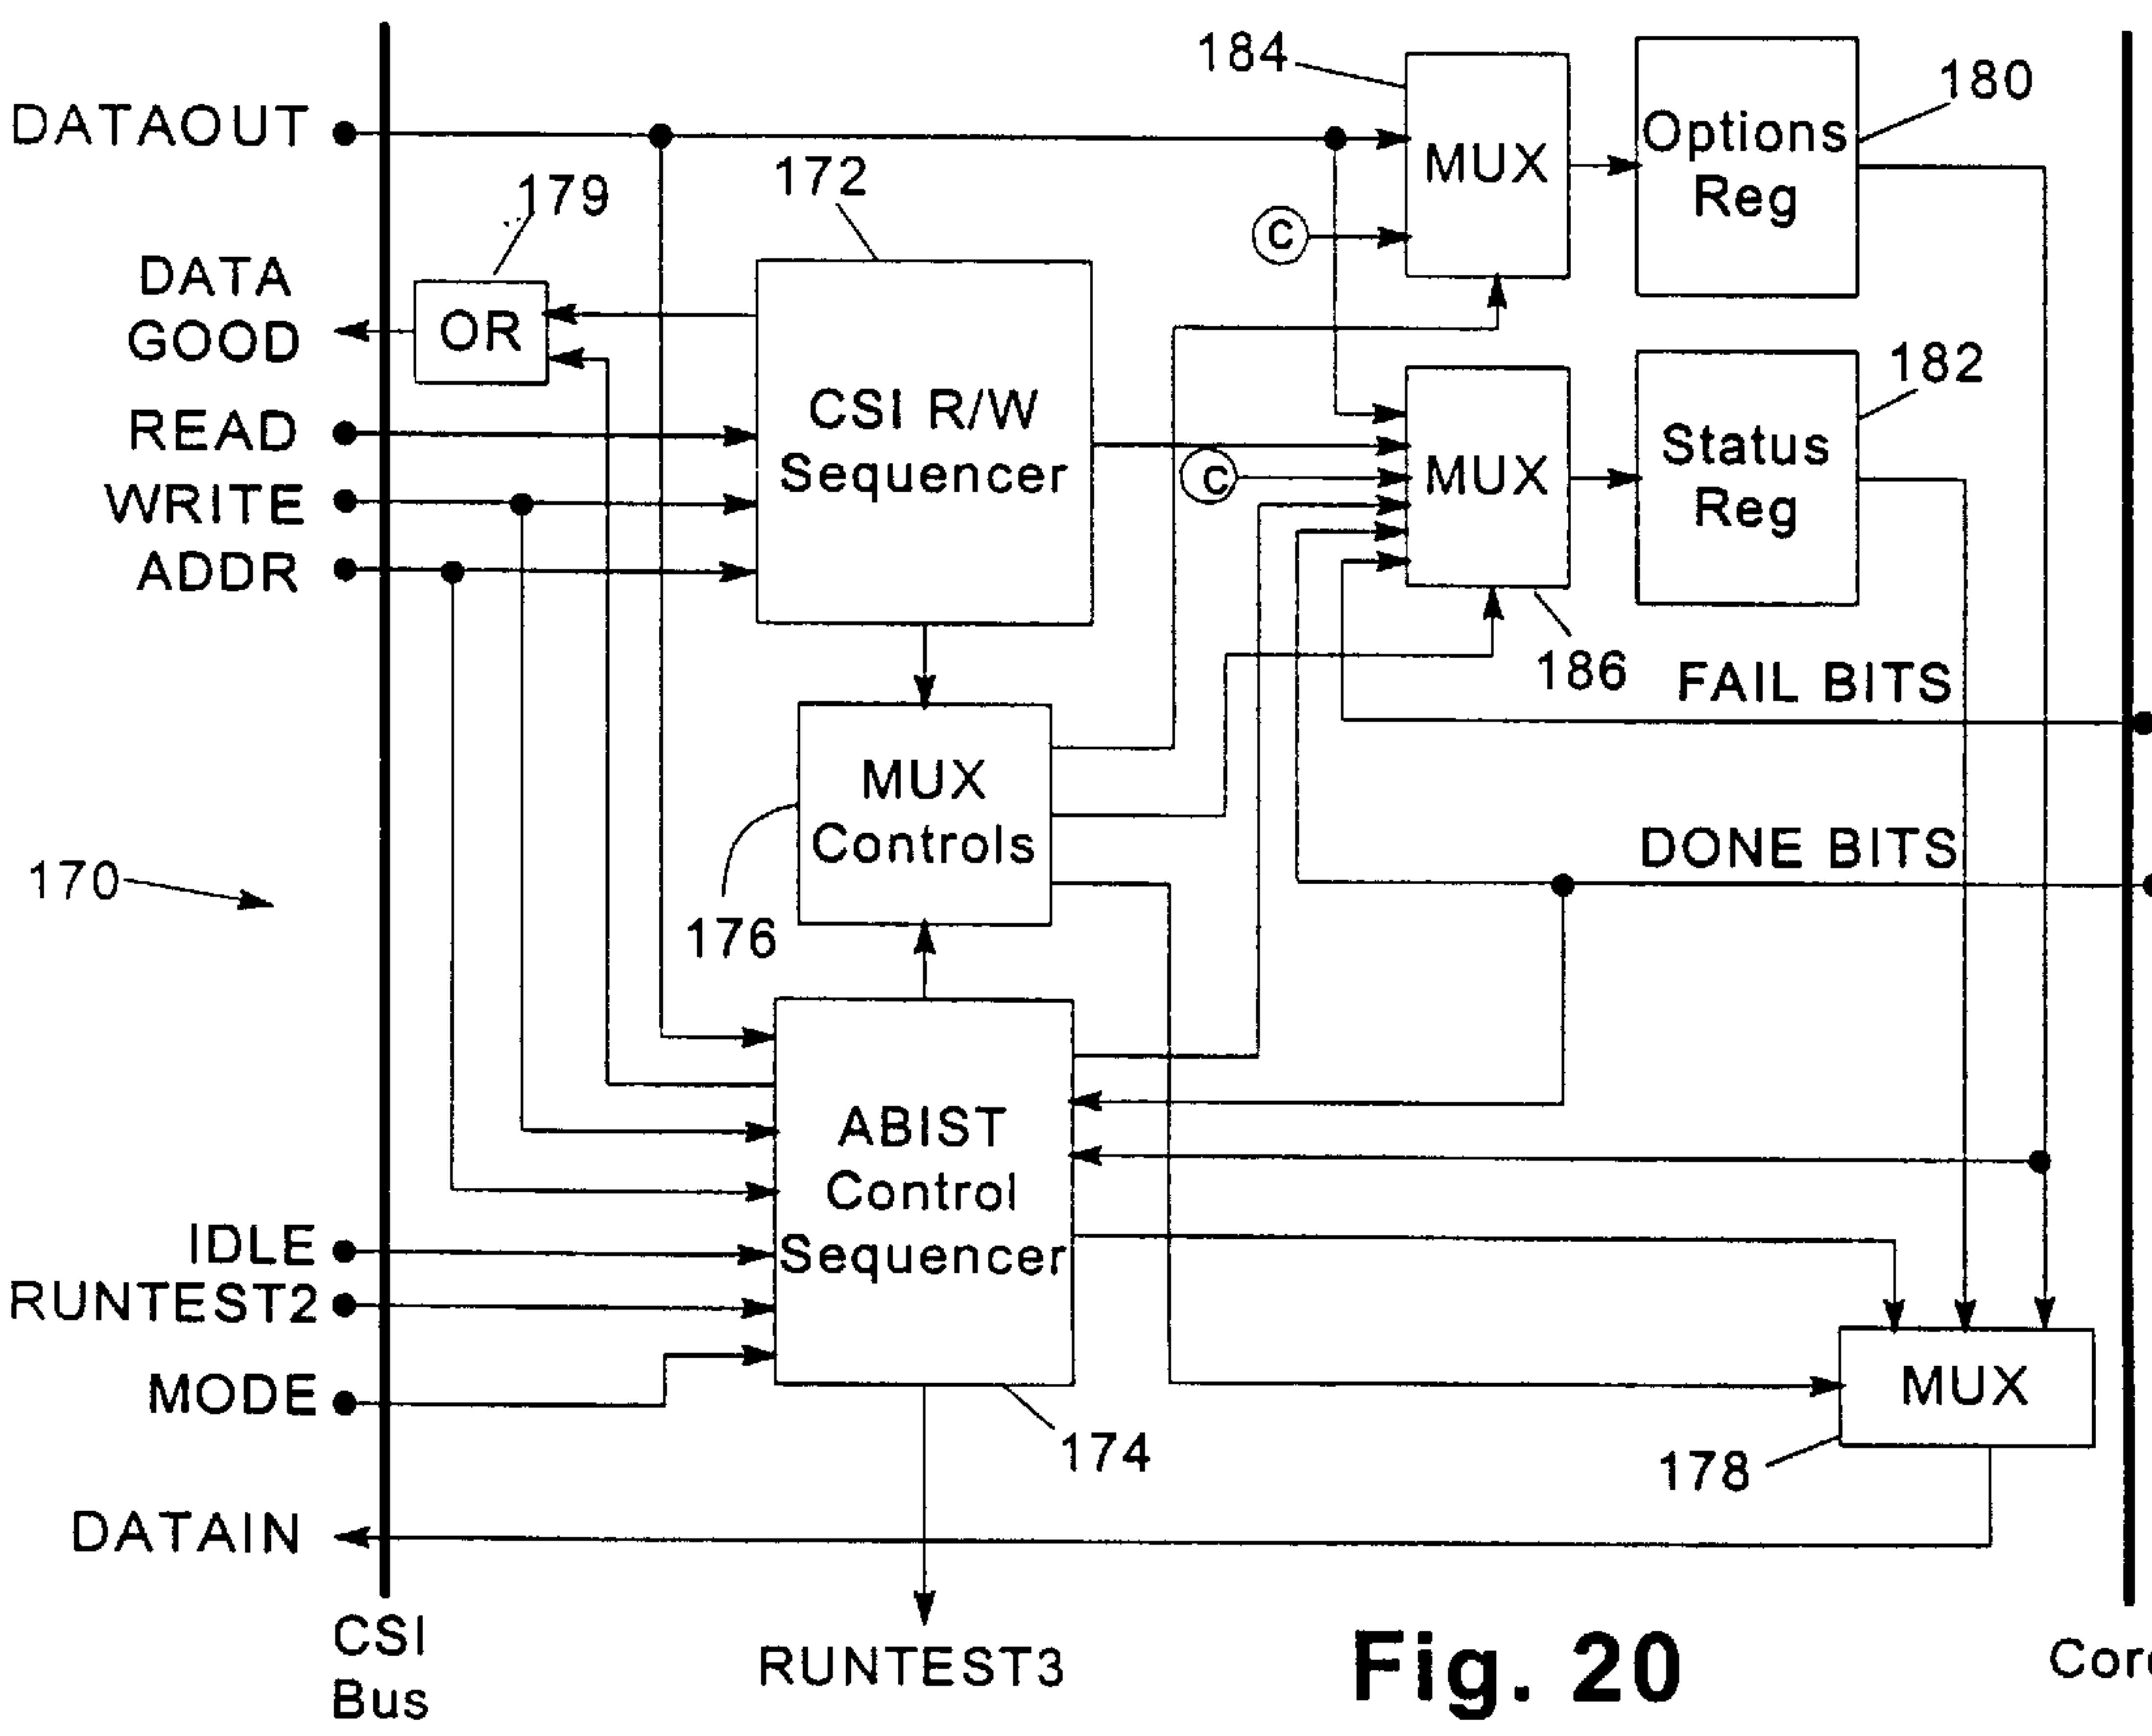 184
180
DATAOUT
Options
Reg
MUX
172
179
C
DATA
GOOD
OR
182
READ
CSI R/W
Sequencer
C
MUX
Status
Reg
WRITE
ADDR
186
FAIL BITS
MUX
Controls
DONE BITS
170
176
ABIST
Control
Sequencer
IDLE
RUNTEST2
MODE
MUX
174
178
DATAIN
CSI
Bus
RUNTEST3
Fig. 20